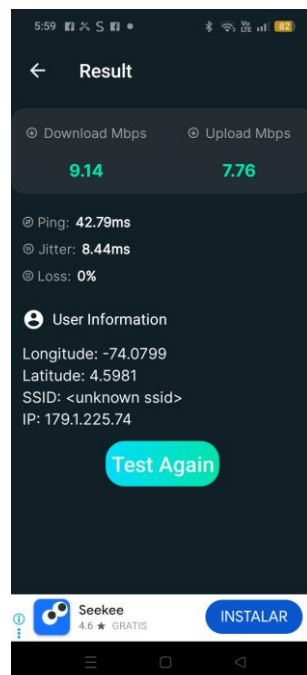 5:59
82
Result
Download Mbps Upload Mbps
9.14 7.76
Ping: 42.79ms
Jitter: 8.44ms
Loss: 0%
User Information
Longitude: -74.0799
Latitude: 4.5981
SSID: <unknown ssid>
IP: 179.1.225.74
Test Again
Seekee
4.6 ★ GRATIS
INSTALAR